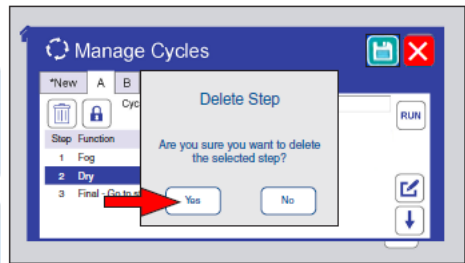 Manage Cycles
*New A B
Delete Step
Cyc
RUN
Step Function
Are you sure you want to delete
the selected step?
1 Fog
2 Dry
3 Final - Go to st
Yes No